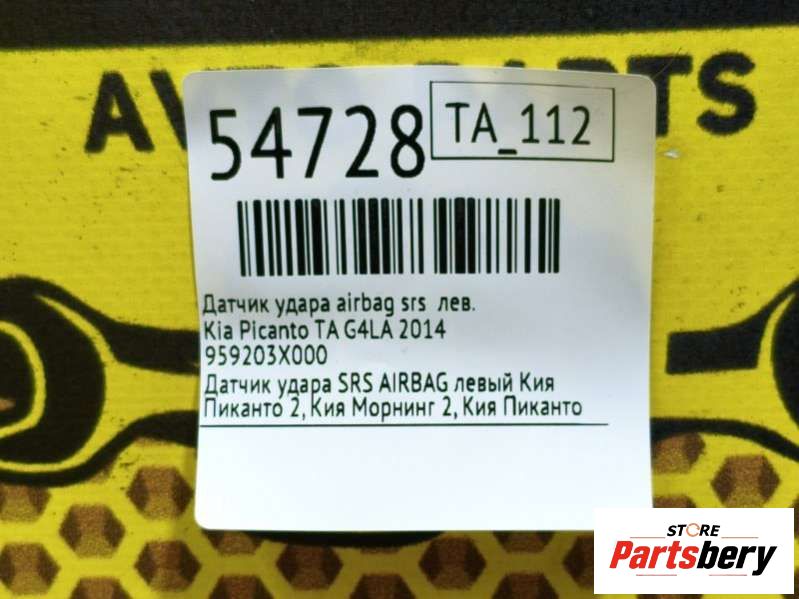 54728
TA_112
Датчик удара airbag srs лев.
Kia Picanto TA G4LA 2014
959203X000
Датчик удара SRS AIRBAG левый Кия
Пиканто 2, Кия Морнинг 2, Кия Пиканто
STORE
Partsbery